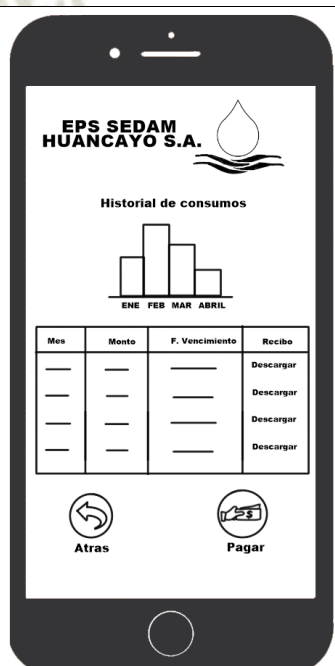 EPS SEDAM
HUANCAYO S.A.
Historial de consumos
ENE FEB MAR ABRIL
Mes Monto F. Vencimiento Recibo
Descargar
Descargar
Descargar
Descargar
$
Atras Pagar